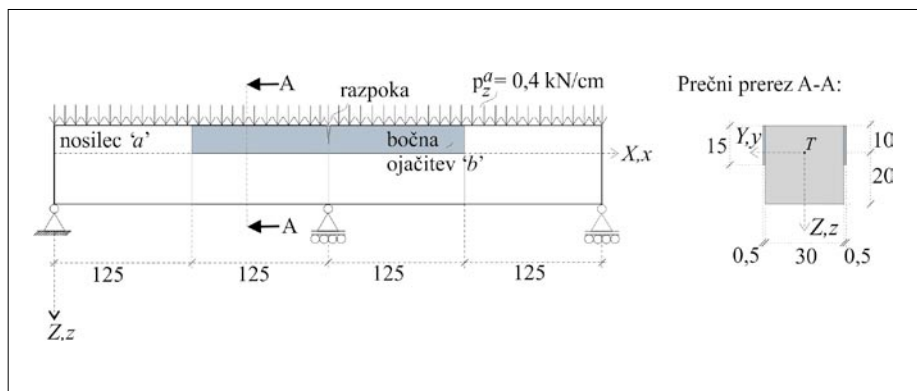 A
razpoka
p_z^a = 0,4 kN/cm
Prečni prerez A-A:
nosilec ‘a’
bočna
ojačitev ‘b’
X,x
15
Y,y
T
10
20
Z,z
A
0,5
30
0,5
125
125
125
125
Z,z